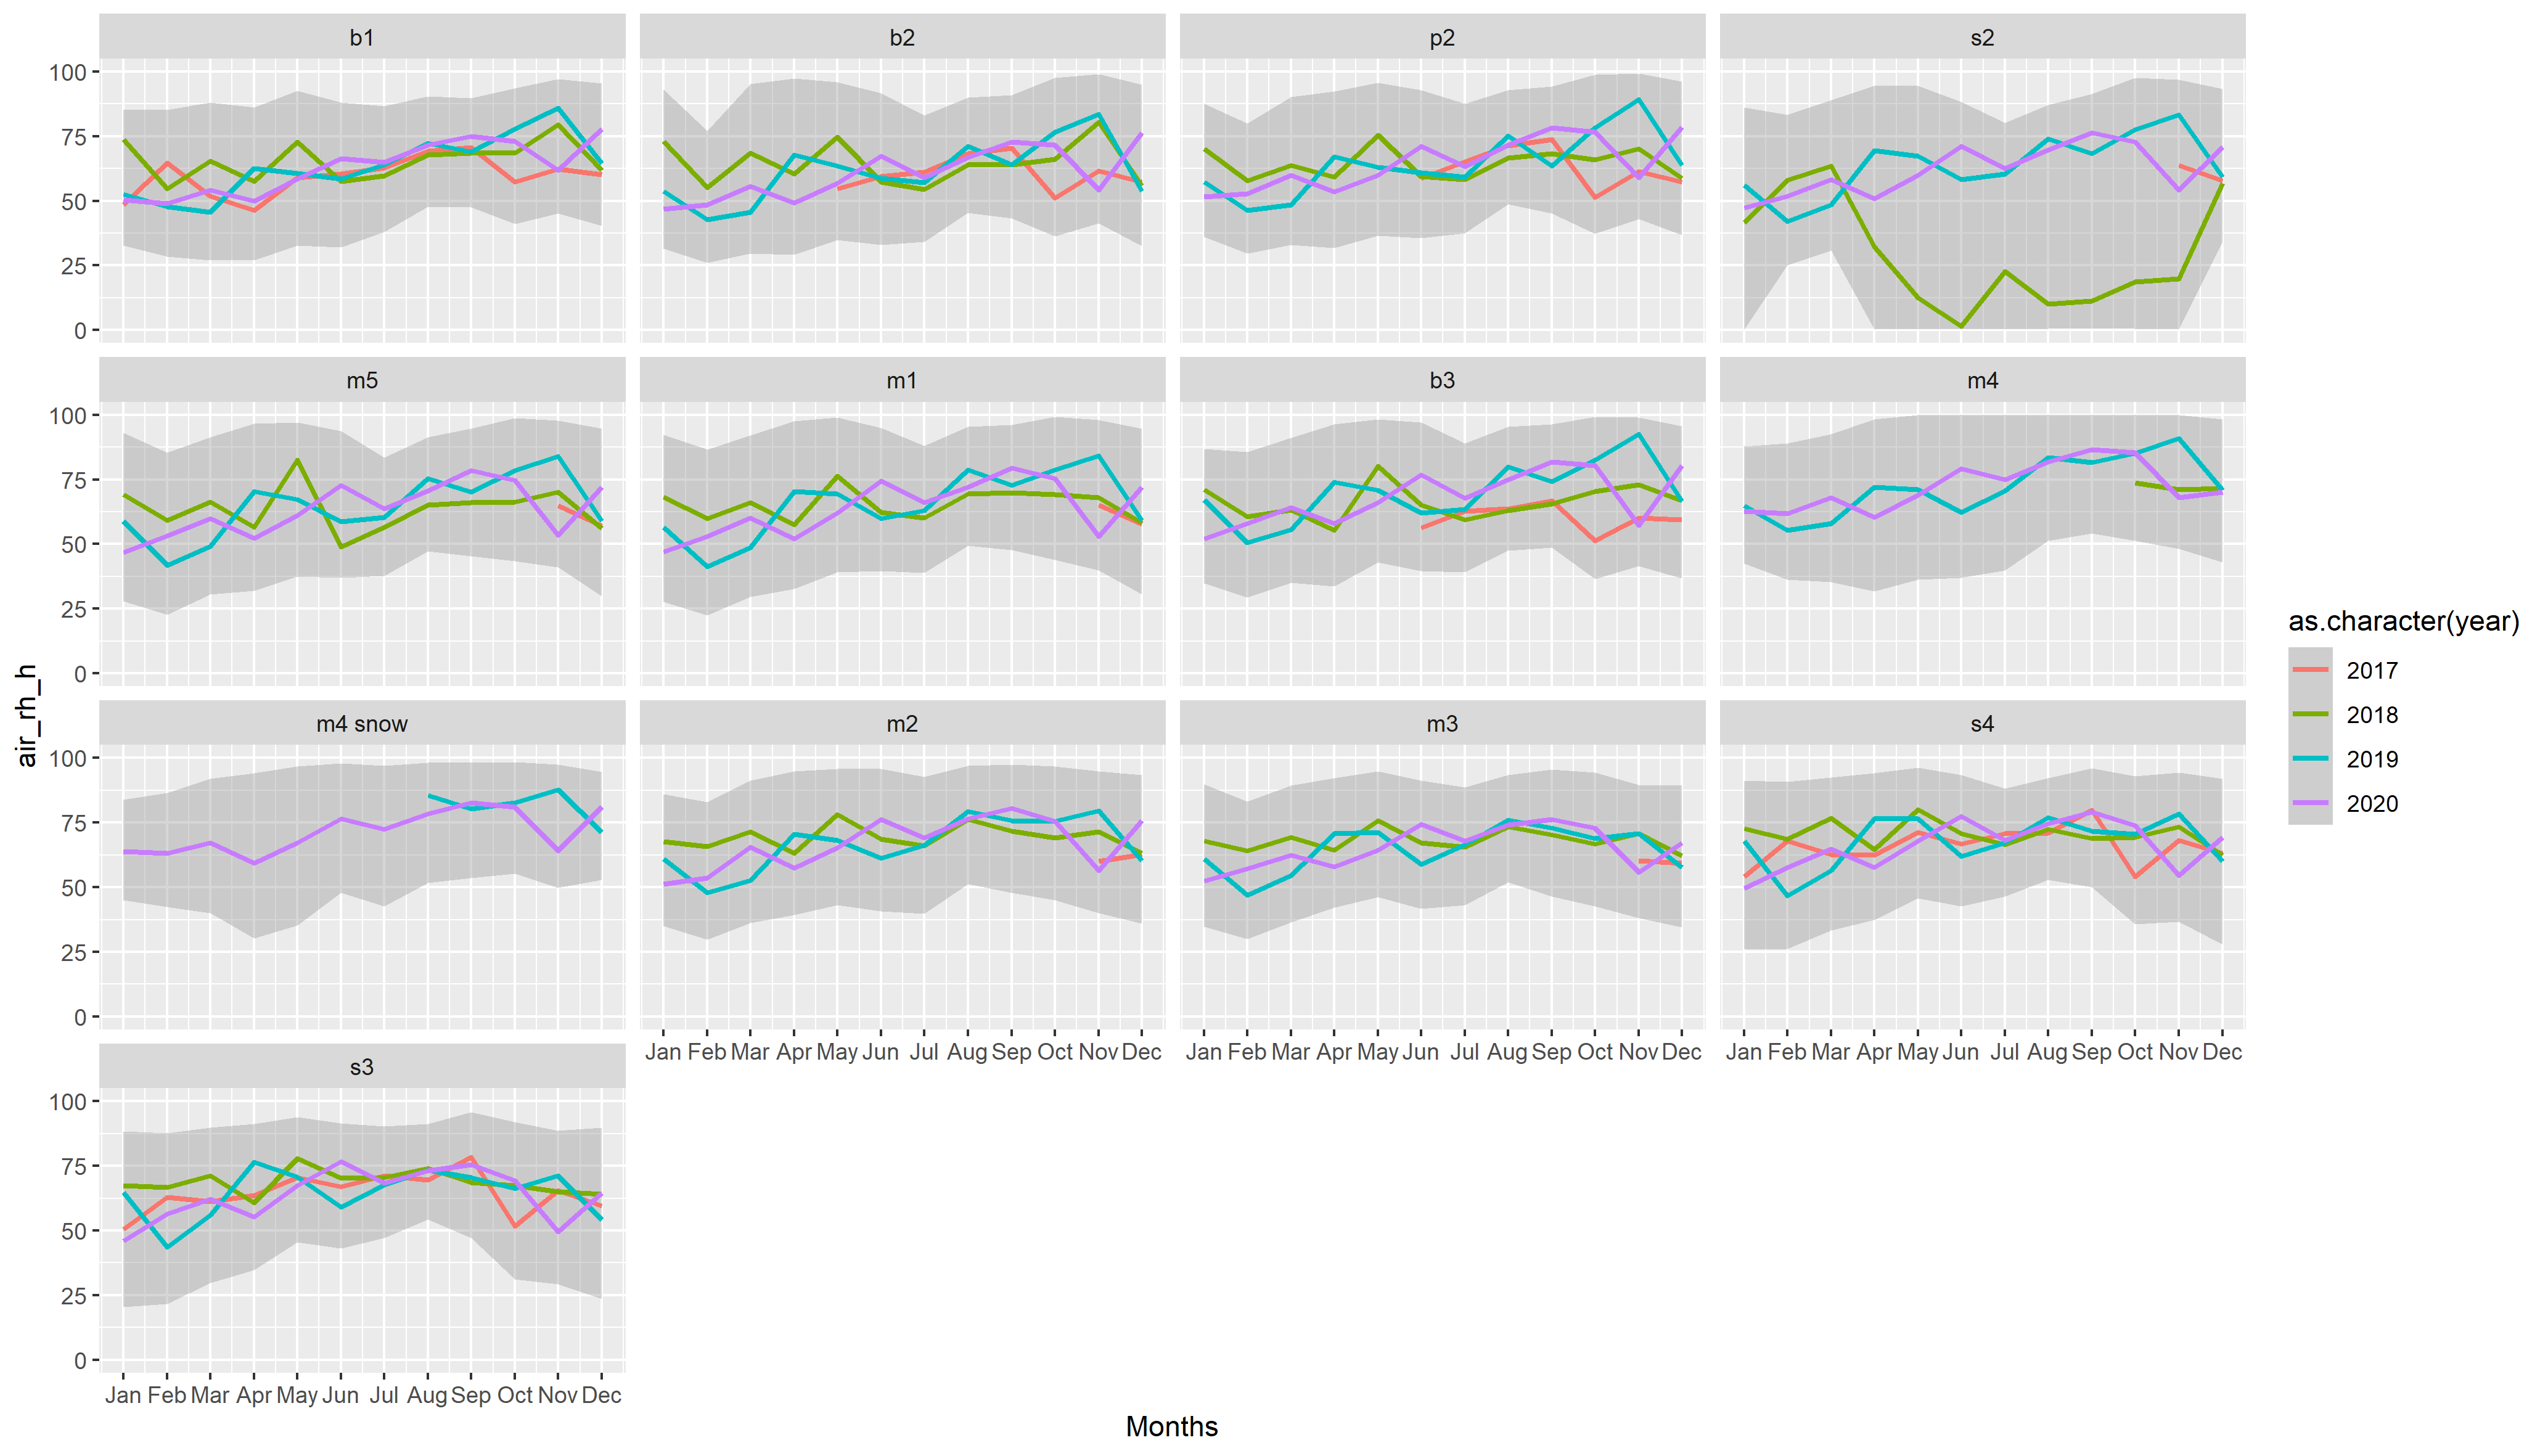 b1
b2
p2
s2
100
75
50
25
0
m5
m1
b3
m4
100
75
50
25
0
m4 snow
m2
m3
s4
100
75
50
25
0
Jan Feb Mar Apr May Jun Jul Aug Sep Oct Nov Dec
Jan Feb Mar Apr May Jun Jul Aug Sep Oct Nov Dec
Jan Feb Mar Apr May Jun Jul Aug Sep Oct Nov Dec
s3
100
75
50
25
0
Jan Feb Mar Apr May Jun Jul Aug Sep Oct Nov Dec
Months
air_rh_h
as.character(year)
2017
2018
2019
2020